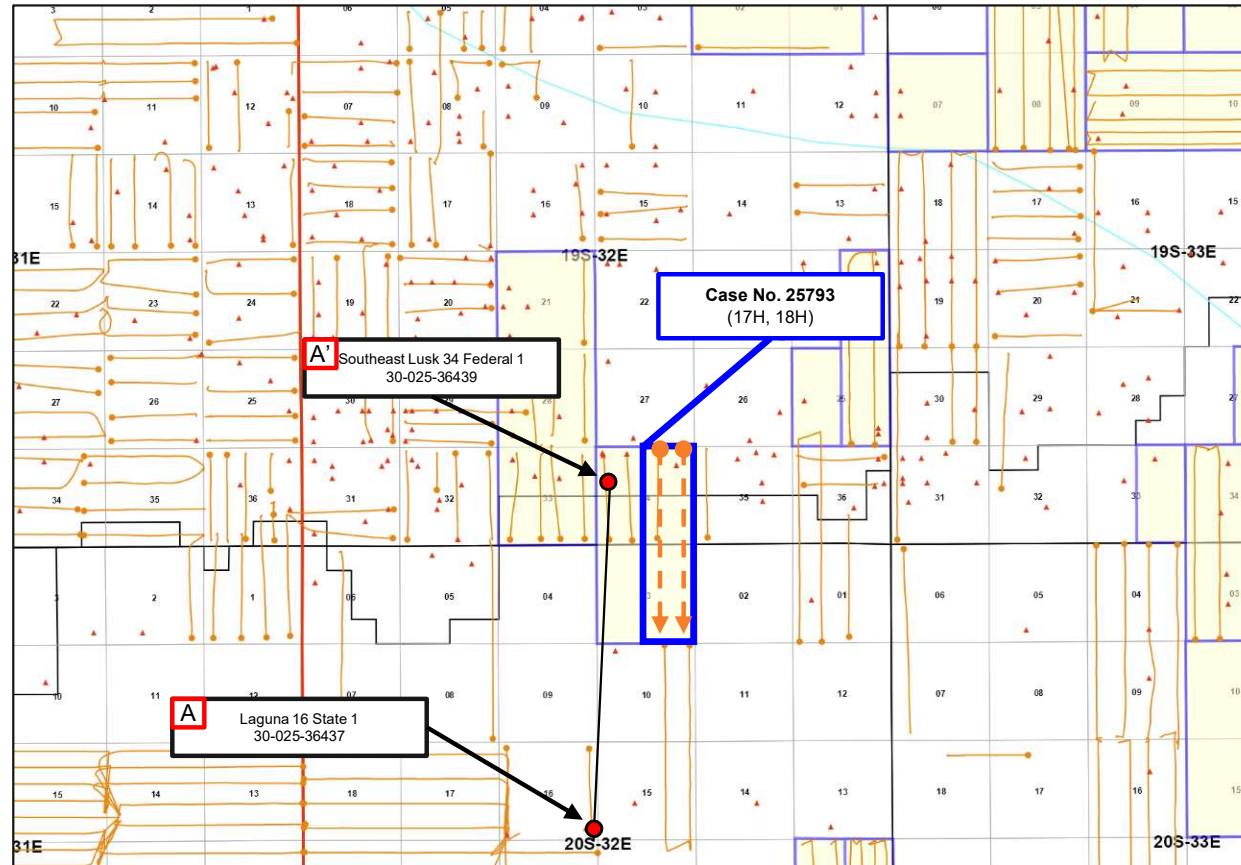 3 2 1 06 04
10 11 12 07 08 09 10 11 12 07 08 09 10
15 14 13 18 17 16 15 14 13 18 17 16 15
31E 19S-32E 19S-33E
22 23 24 19 20 21 22 19 20 21 22
Case No. 25793
(17H, 18H)
A'
Southeast Lusk 34 Federal 1
30-025-36439
27 26 25 30 29 28 27 26 25 30 29 28 27
34 35 36 31 32 33 35 36 31 32 33 34
3 2 1 06 05 04 3 02 01 06 05 04 03
10 11 12 07 08 09 10 11 12 07 08 09 10
A
Laguna 16 State 1
30-025-36437
15 14 13 18 17 16 15 14 13 18 17 16 15
31E 20S-32E 20S-33E